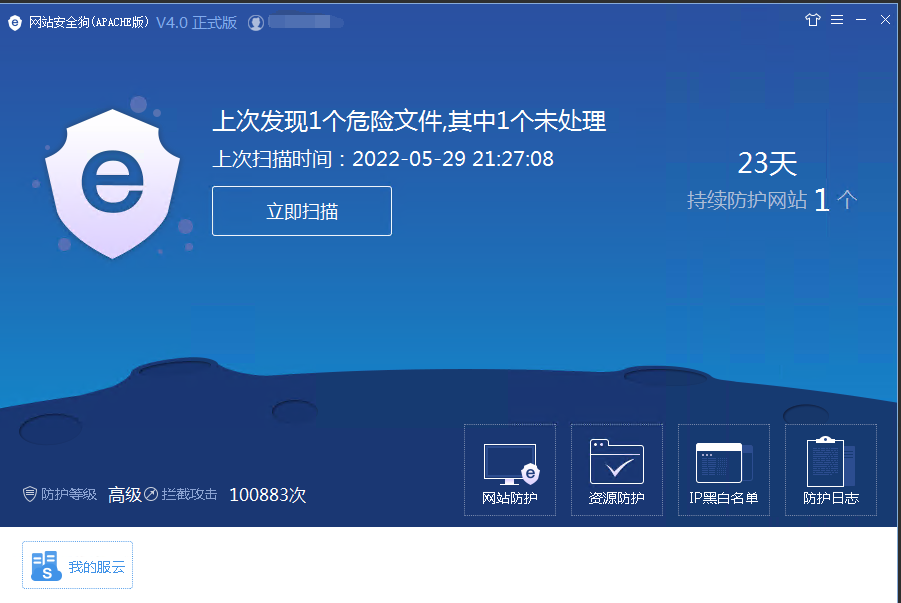 网站安全狗(APACHE版) V4.0 正式版
上次发现1个危险文件,其中1个未处理
上次扫描时间：2022-05-29 21:27:08
立即扫描
23天
持续防护网站 1 个
防护等级 高级 拦截攻击 100883次
网站防护 资源防护 IP黑白名单 防护日志
我的服云